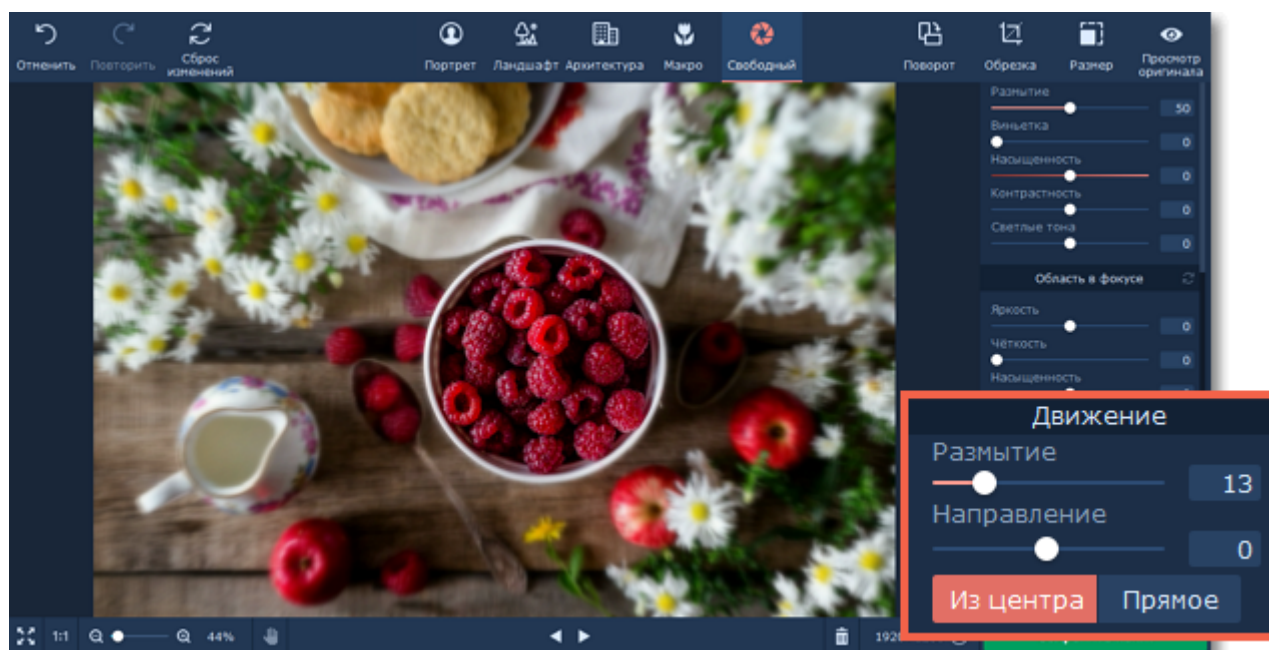 Отменить
Повторить
Сброс
изменений
Портрет
Ландшафт
Архитектура
Макро
Свободный
Поворот
Обрезка
Размер
Просмотр
оригинала
Размытие
50
Виньетка
0
Насыщенность
0
Контрастность
0
Светлые тона
0
Область в фокусе
Яркость
0
Чёткость
0
Насыщенность
Движение
Размытие
13
Направление
0
Из центра
Прямое
1:1
44%